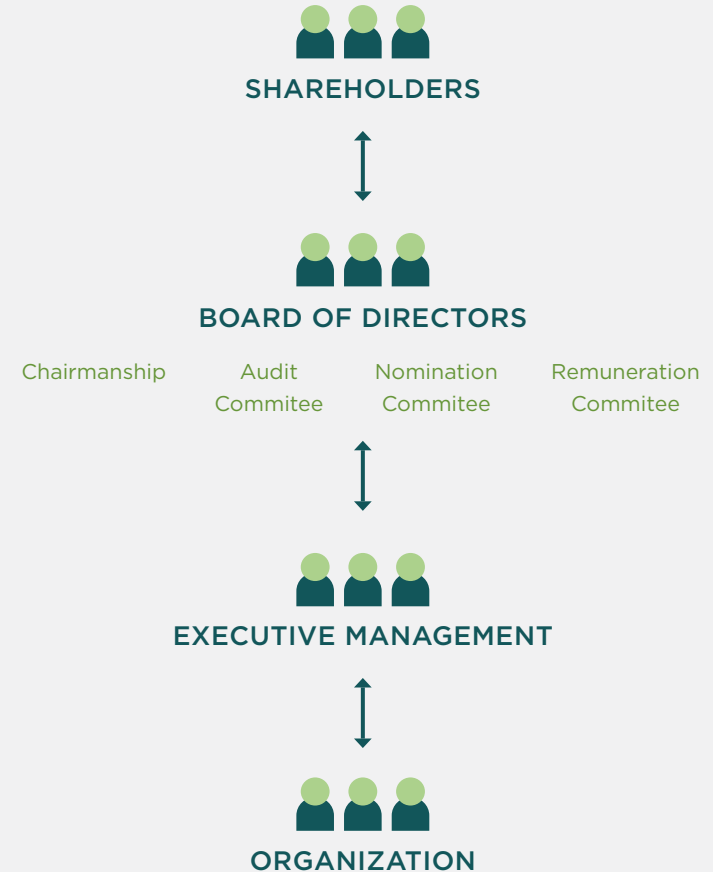 SHAREHOLDERS
BOARD OF DIRECTORS
Chairmanship
Audit
Commitee
Nomination
Commitee
Remuneration
Commitee
EXECUTIVE MANAGEMENT
ORGANIZATION